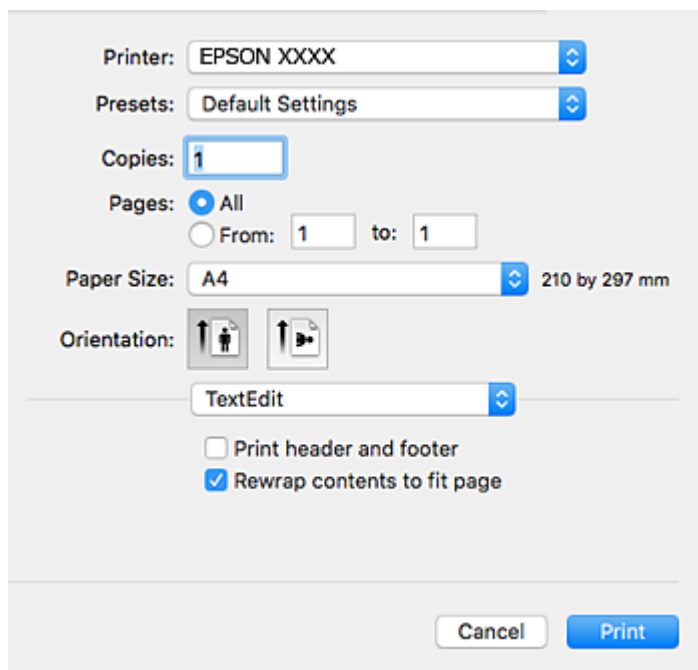 Printer: EPSON XXXX
Presets: Default Settings
Copies: 1
Pages: All
From: 1 to: 1
Paper Size: A4 210 by 297 mm
Orientation:
TextEdit
Print header and footer
Rewrap contents to fit page
Cancel Print